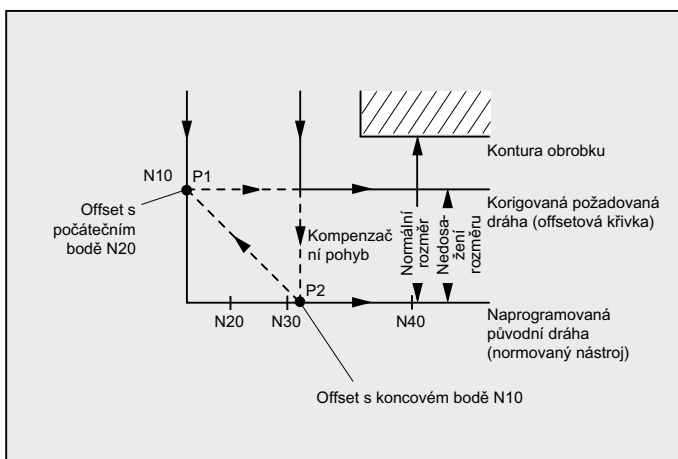 Kontura obrobku
N10
P1
Korigovaná požadovaná
dráha (offsetová křivka)
Offset s
počátečním
bodě N20
Kompenzač
ní pohyb
Normální
rozměr
Nedosa-
žení
rozměru
P2
N20
N30
N40
Naprogramovaná
původní dráha
(normovaný nástroj)
Offset s koncovém bodě N10